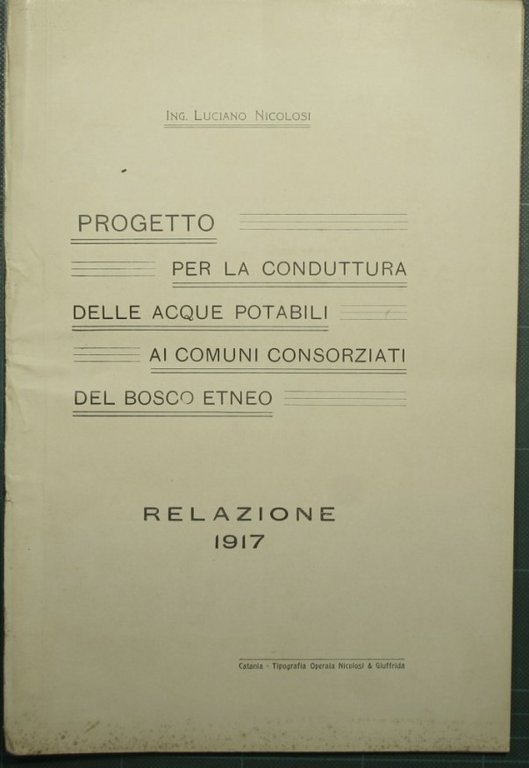 ING. LUCIANO NICOLOSI
PROGETTO
PER LA CONDUTTURA
DELLE ACQUE POTABILI
AI COMUNI CONSORZIATI
DEL BOSCO ETNEO
RELAZIONE
1917
Catania - Tipografia Operaia Nicolosi & Giuffrida